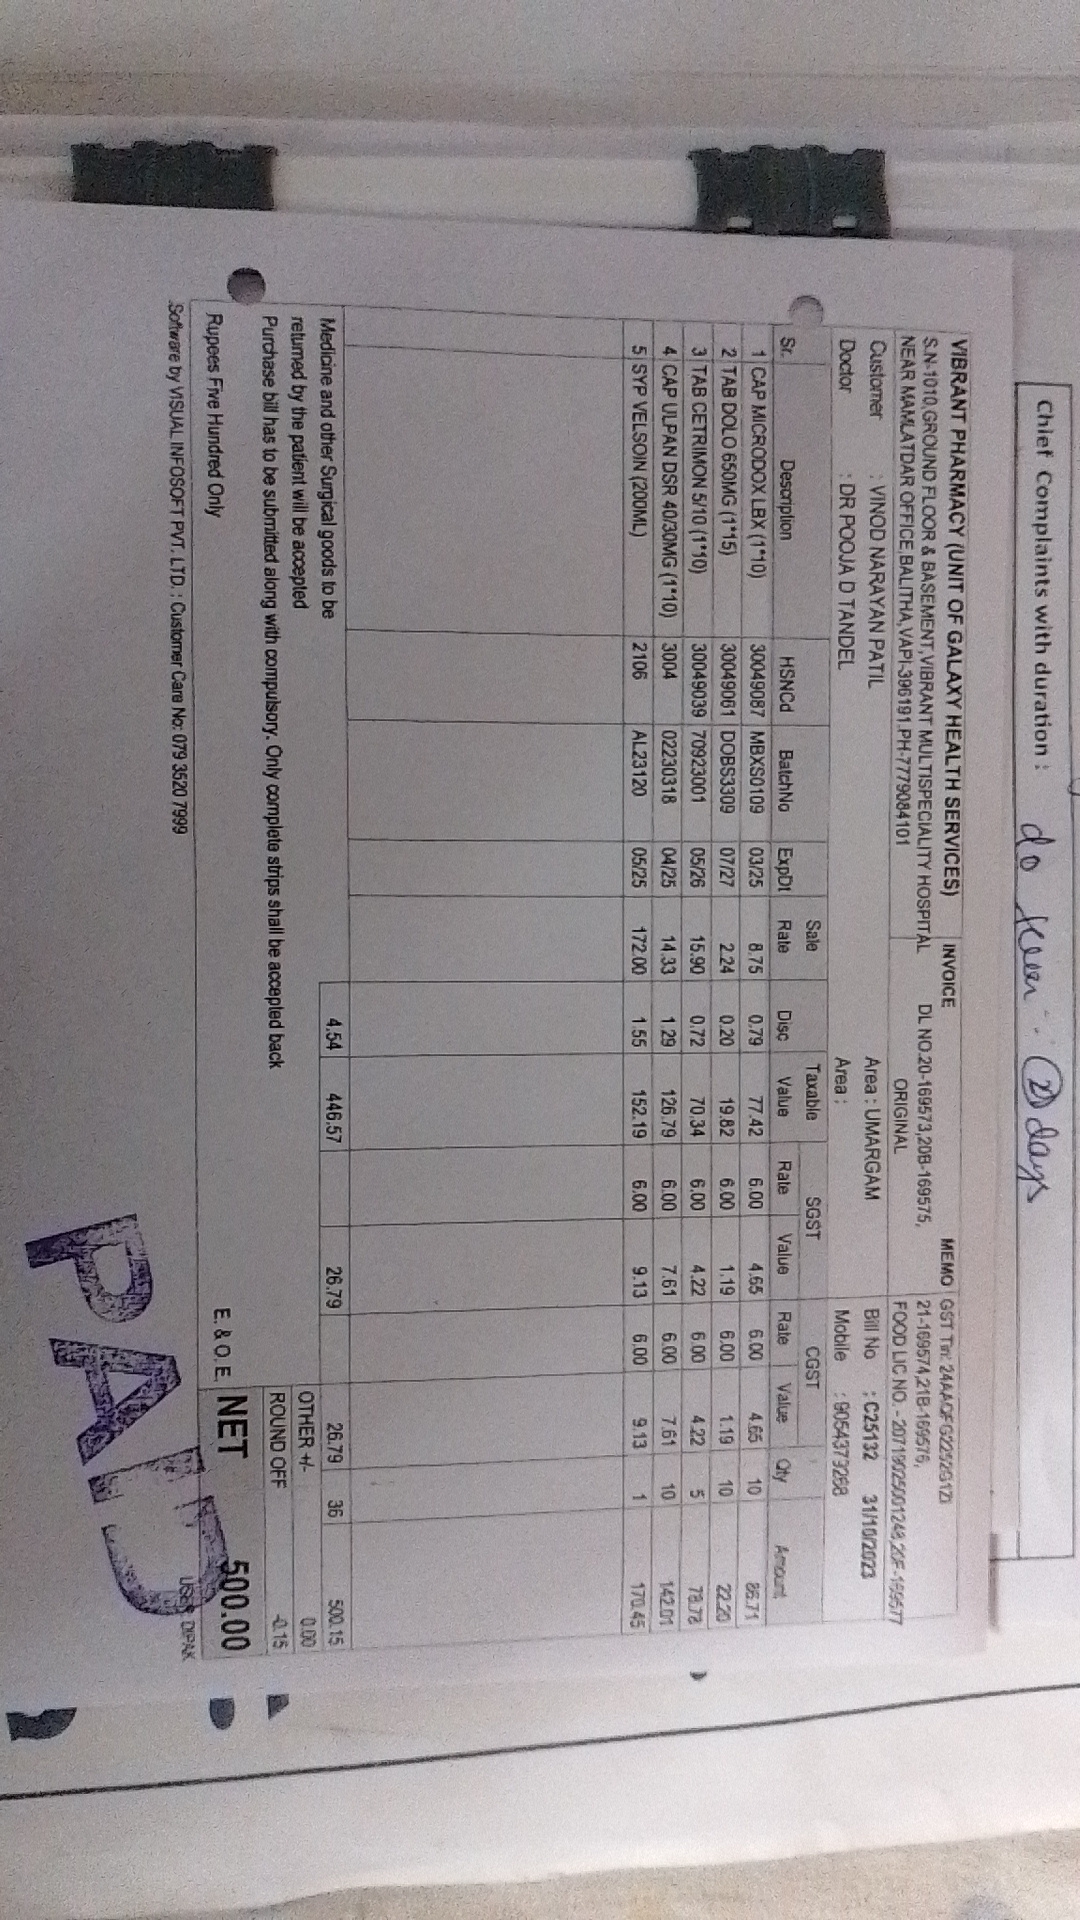 Chief Complaints with duration : do fever 2 days
VIBRANT PHARMACY (UNIT OF GALAXY HEALTH SERVICES) INVOICE MEMO GST Tin:
S.N-1010,GROUND FLOOR & BASEMENT,VIBRANT MULTISPECIALITY HOSPITAL DL NO.20-169573,20B-169575, 21-169574,21B-169576,
NEAR MAMLATDAR OFFICE,BALITHA,VAPI-396191.PH-7779084101 ORIGINAL FOOD LIC NO. - 20719025001248,20F-169577
Customer : VINOD NARAYAN PATIL Area : UMARGAM Bill No : C25132 31/10/2023
Doctor : DR POOJA D TANDEL Area : Mobile : 9054373268
Sr. Description HSNCd BatchNo ExpDt Sale Rate Disc Taxable Value SGST Rate Value CGST Rate Value Qty Amount
1 CAP MICRODOX LBX (1*10) 30049087 MBXS0109 03/25 8.75 0.79 77.42 6.00 4.65 6.00 4.65 10 86.71
2 TAB DOLO 650MG (1*15) 30049061 DOBS3309 07/27 2.24 0.20 19.82 6.00 1.19 6.00 1.19 10 22.20
3 TAB CETRIMON 5/10 (1*10) 30049039 70923001 05/26 15.90 0.72 70.34 6.00 4.22 6.00 4.22 5 78.78
4 CAP ULPAN DSR 40/30MG (1*10) 3004 02230318 04/25 14.33 1.29 126.79 6.00 7.61 6.00 7.61 10 142.01
5 SYP VELSOIN (200ML) 2106 AL23120 05/25 172.00 1.55 152.19 6.00 9.13 6.00 9.13 1 170.45
4.54 446.57 26.79 26.79 36 500.15
Medicine and other Surgical goods to be
returned by the patient will be accepted OTHER +/- 0.00
Purchase bill has to be submitted along with compulsory. Only complete strips shall be accepted back ROUND OFF -0.15
Rupees Five Hundred Only E. & O. E. NET 500.00
Software by VISUAL INFOSOFT PVT. LTD. : Customer Care No: 079 3520 7999 USER DIPAK
PAID